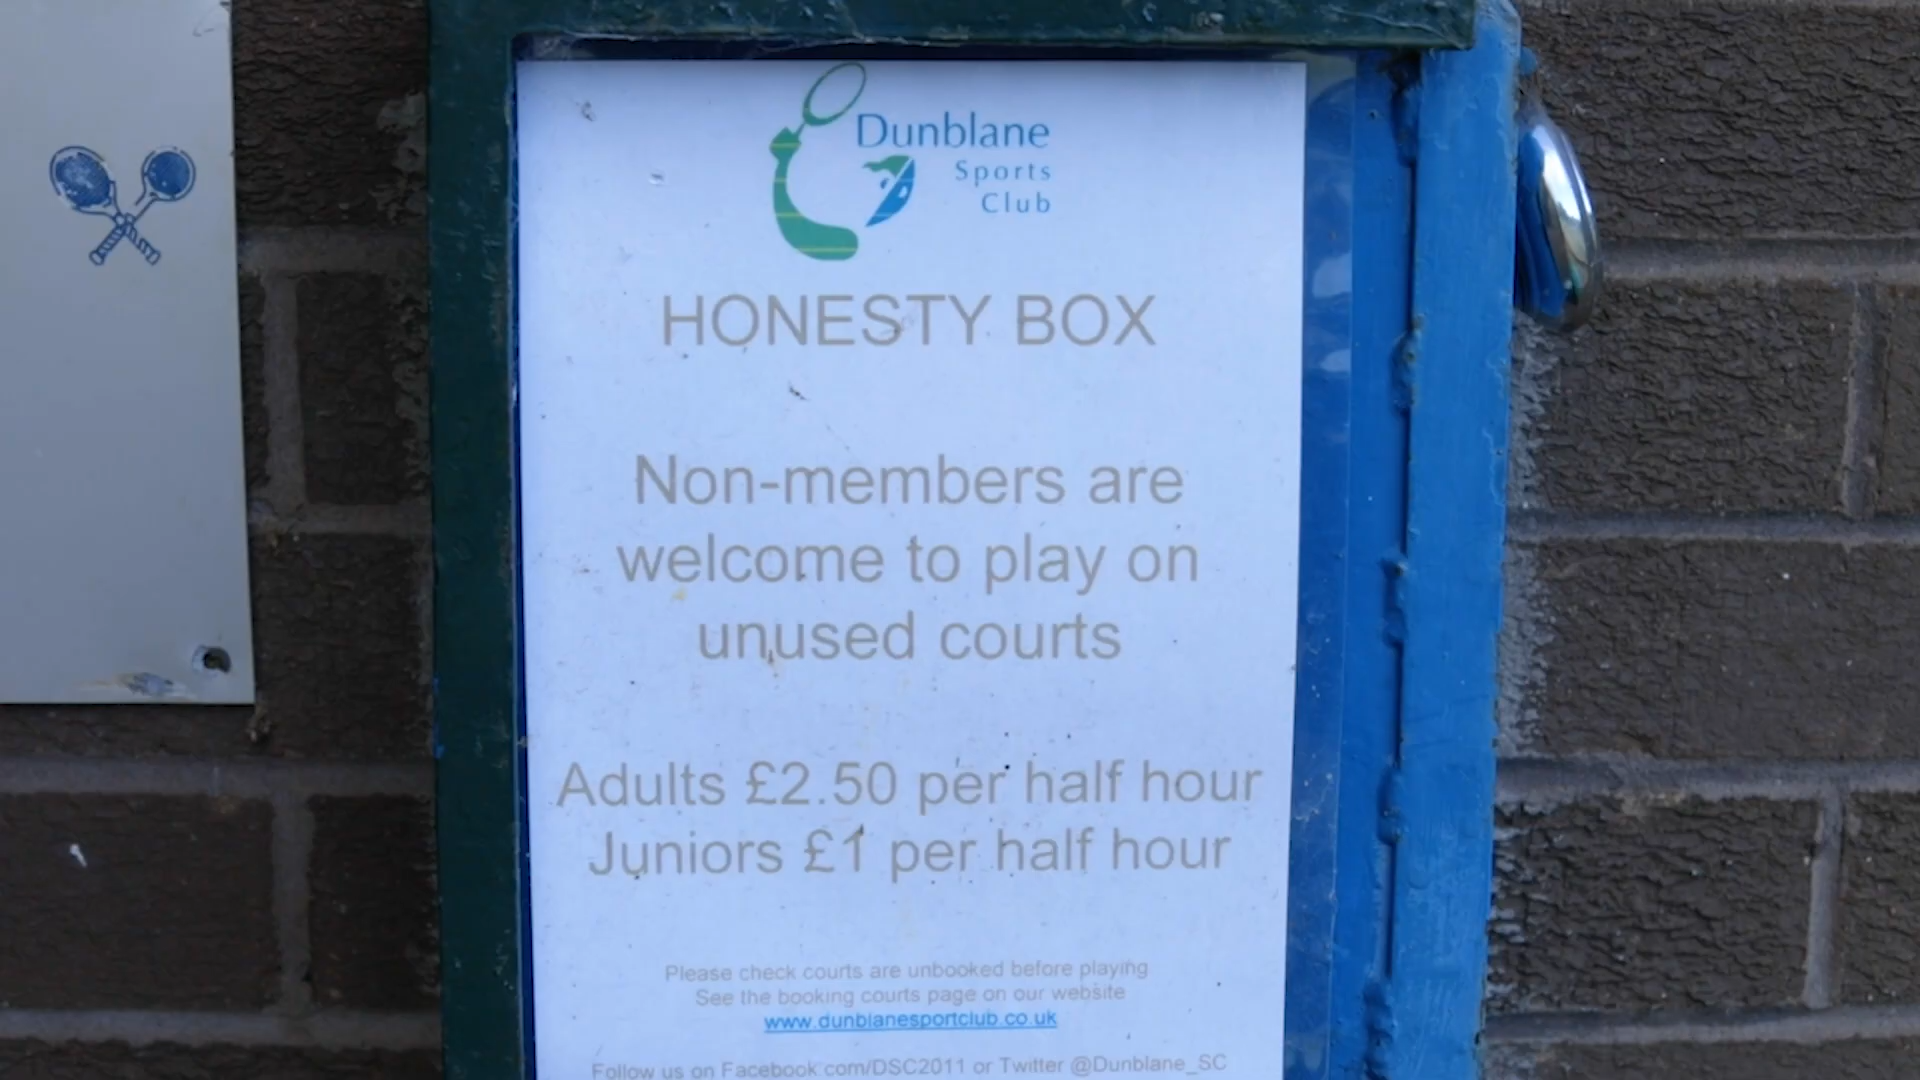 Dunblane
Sports
Club
HONESTY BOX
Non-members are
welcome to play on
unused courts
Adults £2.50 per half hour
Juniors £1 per half hour
Please check courts are unbooked before playing
See the booking courts page on our website
www.dunblanesportclub.co.uk
Follow us on Facebook.com/DSC2011 or Twitter @Dunblane_SC